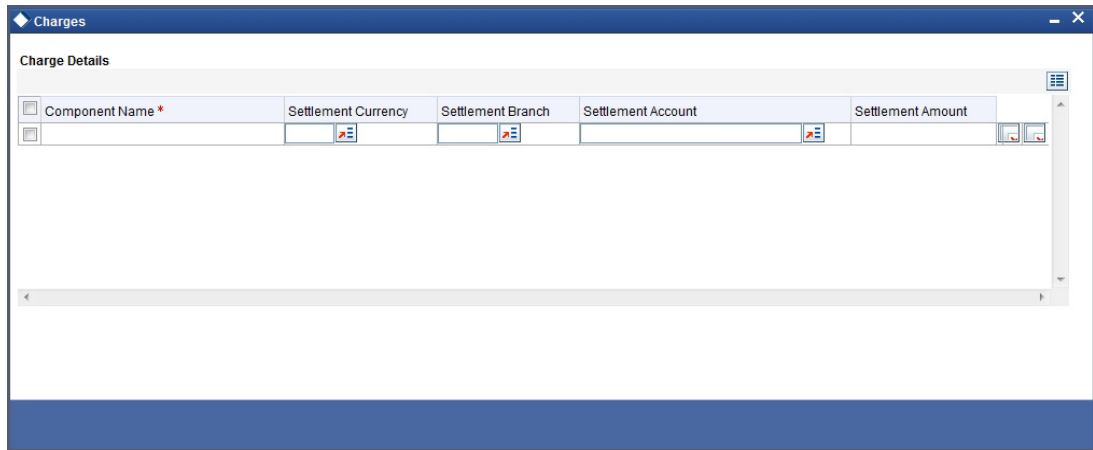 Charges
Charge Details
Component Name * Settlement Currency Settlement Branch Settlement Account Settlement Amount